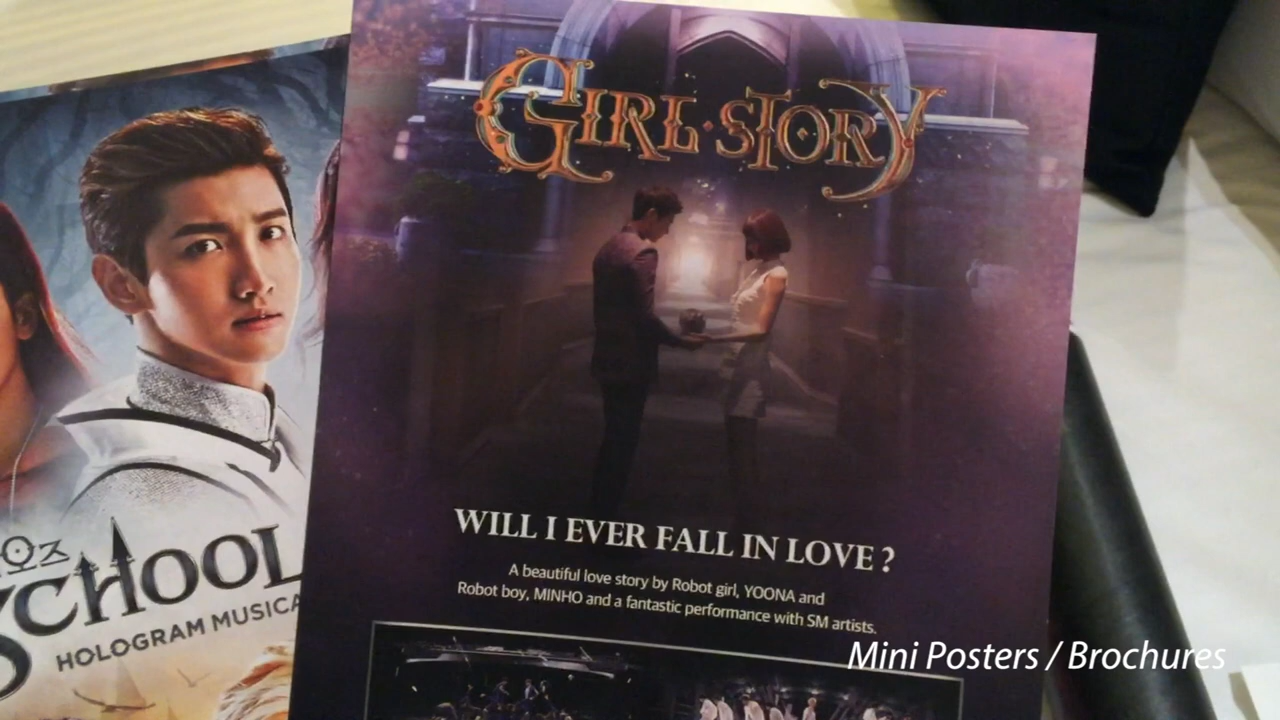 GIRL·STORY
WILL I EVER FALL IN LOVE ?
A beautiful love story by Robot girl, YOONA and
Robot boy, MINHO and a fantastic performance with SM artists.
SCHOOL
HOLOGRAM MUSICA
Mini Posters / Brochures